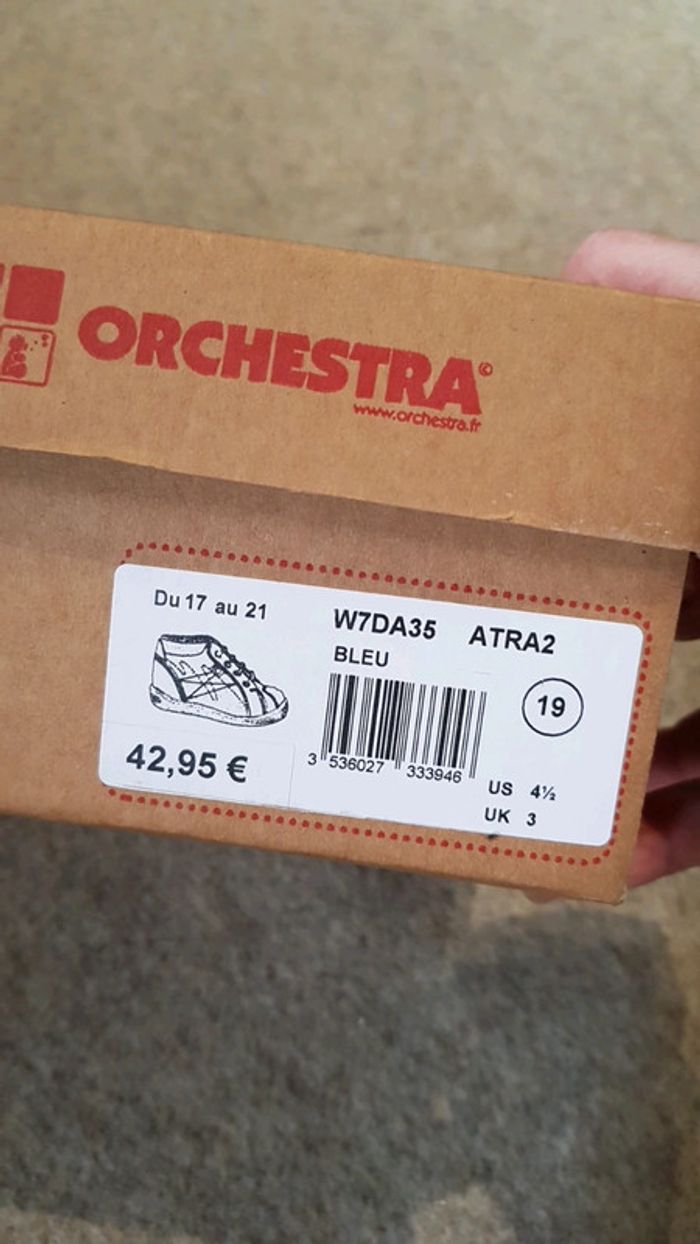 ORCHESTRA©
www.orchestra.fr
Du 17 au 21
W7DA35 ATRA2
BLEU
19
42,95 €
3 536027 333946
US 4½
UK 3